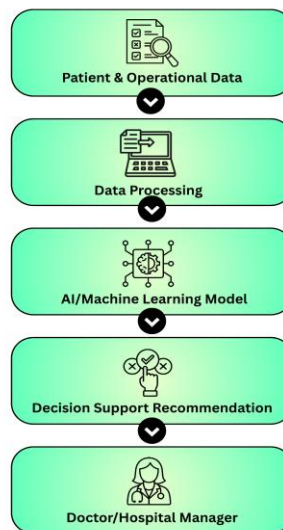 Patient & Operational Data
Data Processing
AI/Machine Learning Model
Decision Support Recommendation
Doctor/Hospital Manager